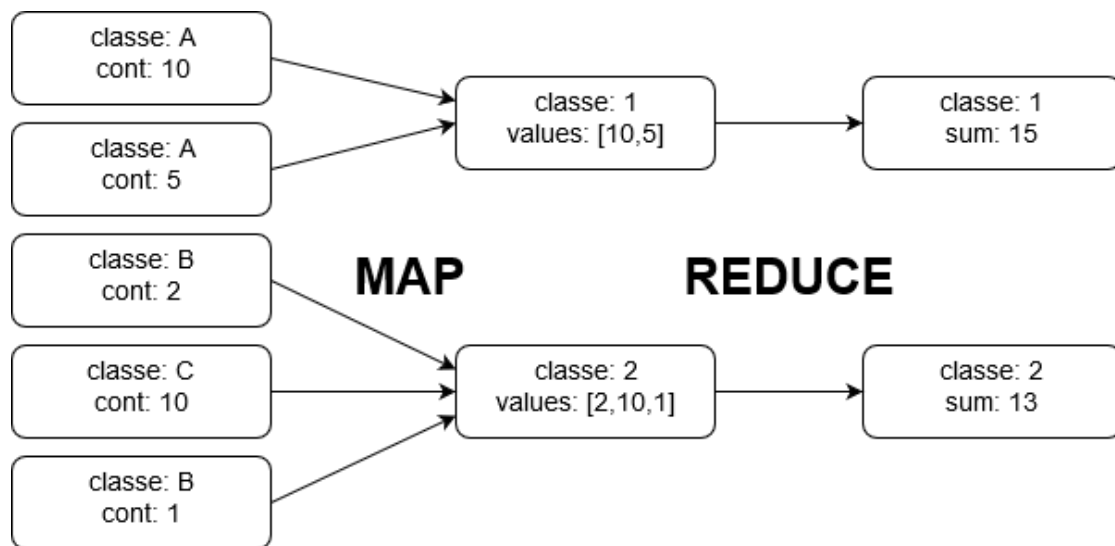 classe: A
cont: 10
classe: A
cont: 5
classe: B
cont: 2
classe: C
cont: 10
classe: B
cont: 1
MAP
classe: 1
values: [10,5]
classe: 2
values: [2,10,1]
REDUCE
classe: 1
sum: 15
classe: 2
sum: 13